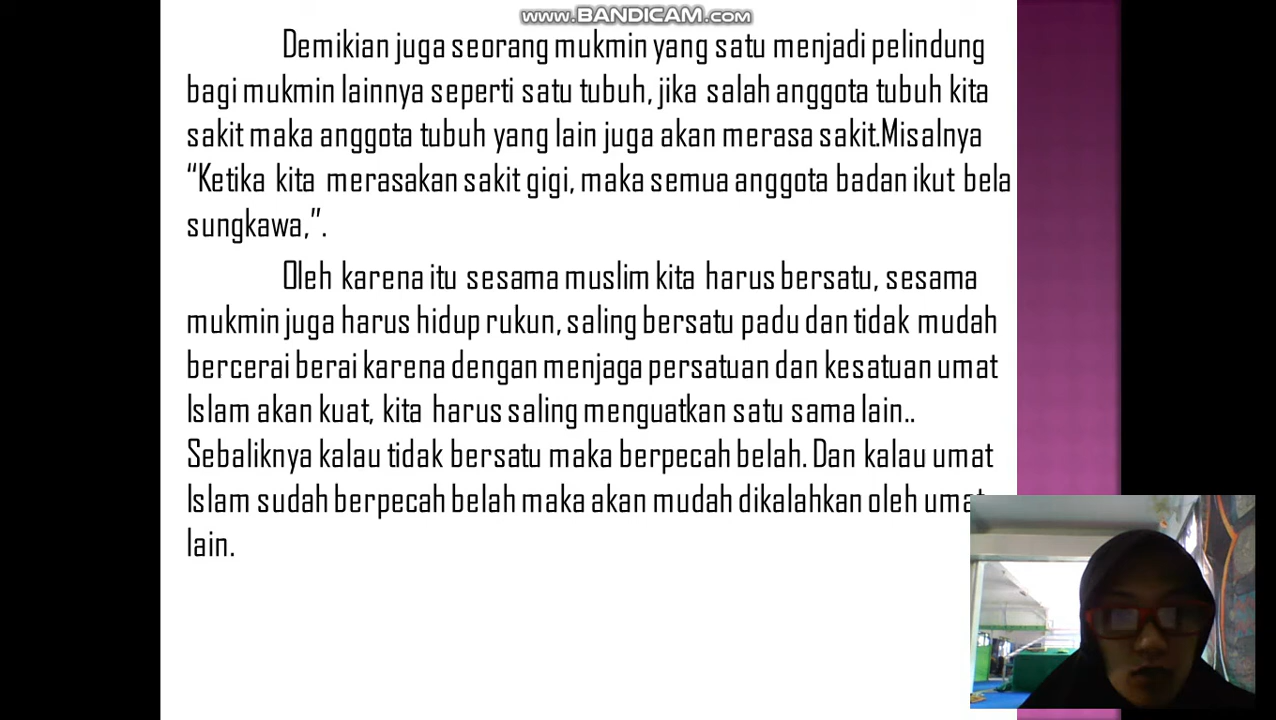 www.BANDICAM.com
Demikian juga seorang mukmin yang satu menjadi pelindung
bagi mukmin lainnya seperti satu tubuh, jika salah anggota tubuh kita
sakit maka anggota tubuh yang lain juga akan merasa sakit.Misalnya
“Ketika kita merasakan sakit gigi, maka semua anggota badan ikut bela
sungkawa,”.
Oleh karena itu sesama muslim kita harus bersatu, sesama
mukmin juga harus hidup rukun, saling bersatu padu dan tidak mudah
bercerai berai karena dengan menjaga persatuan dan kesatuan umat
Islam akan kuat, kita harus saling menguatkan satu sama lain..
Sebaliknya kalau tidak bersatu maka berpecah belah. Dan kalau umat
Islam sudah berpecah belah maka akan mudah dikalahkan oleh umat
lain.